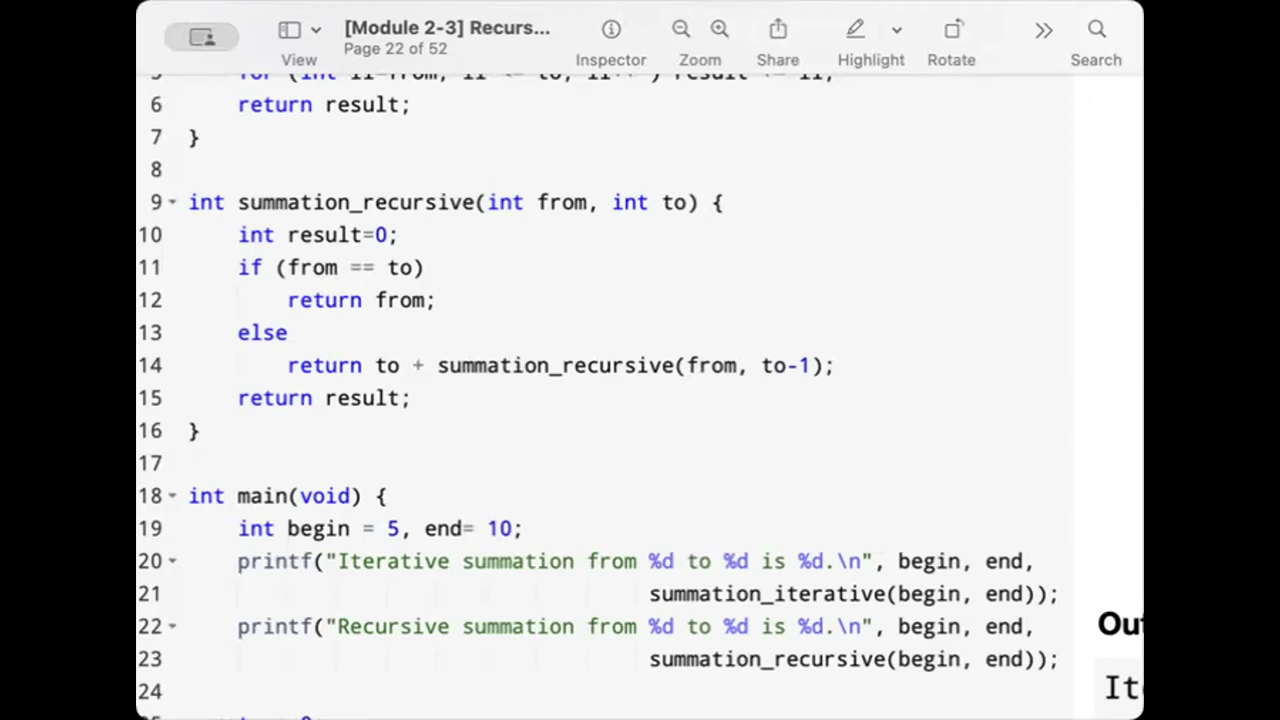 [Module 2-3] Recurs...
Page 22 of 52
View
Inspector
Zoom
Share
Highlight
Rotate
Search
6 return result;
7 }
8
9 int summation_recursive(int from, int to) {
10 int result=0;
11 if (from == to)
12 return from;
13 else
14 return to + summation_recursive(from, to-1);
15 return result;
16 }
17
18 int main(void) {
19 int begin = 5, end= 10;
20 printf("Iterative summation from %d to %d is %d.\n", begin, end,
21 summation_iterative(begin, end));
22 printf("Recursive summation from %d to %d is %d.\n", begin, end,
23 summation_recursive(begin, end));
24